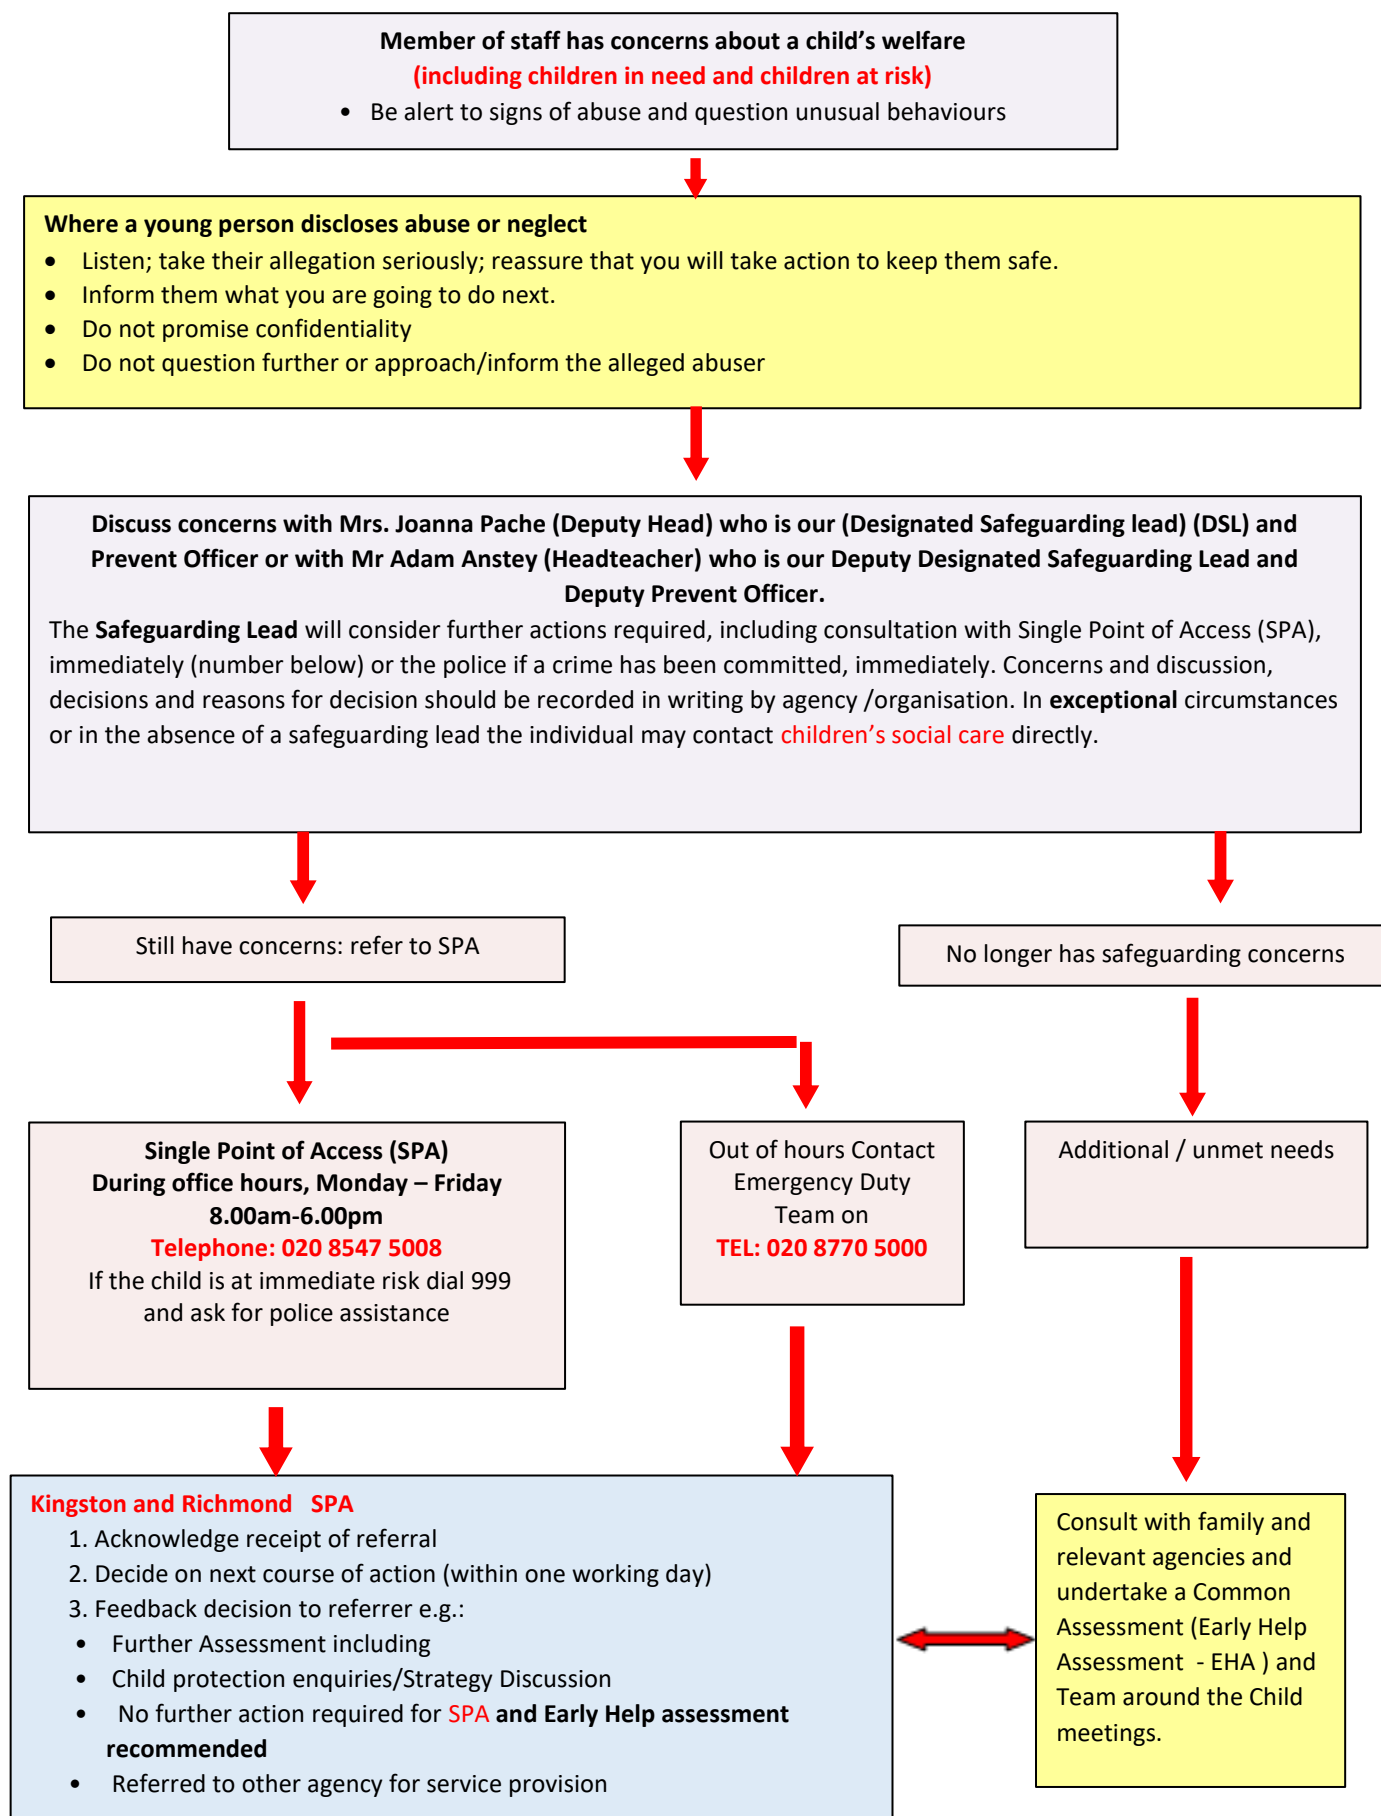 Member of staff has concerns about a child’s welfare
(including children in need and children at risk)
• Be alert to signs of abuse and question unusual behaviours
Where a young person discloses abuse or neglect
• Listen; take their allegation seriously; reassure that you will take action to keep them safe.
• Inform them what you are going to do next.
• Do not promise confidentiality
• Do not question further or approach/inform the alleged abuser
Discuss concerns with Mrs. Joanna Pache (Deputy Head) who is our (Designated Safeguarding lead) (DSL) and
Prevent Officer or with Mr Adam Anstey (Headteacher) who is our Deputy Designated Safeguarding Lead and
Deputy Prevent Officer.
The Safeguarding Lead will consider further actions required, including consultation with Single Point of Access (SPA),
immediately (number below) or the police if a crime has been committed, immediately. Concerns and discussion,
decisions and reasons for decision should be recorded in writing by agency /organisation. In exceptional circumstances
or in the absence of a safeguarding lead the individual may contact children’s social care directly.
Still have concerns: refer to SPA
No longer has safeguarding concerns
Single Point of Access (SPA)
During office hours, Monday – Friday
8.00am-6.00pm
Telephone: 020 8547 5008
If the child is at immediate risk dial 999
and ask for police assistance
Out of hours Contact
Emergency Duty
Team on
TEL: 020 8770 5000
Additional / unmet needs
Kingston and Richmond SPA
1. Acknowledge receipt of referral
2. Decide on next course of action (within one working day)
3. Feedback decision to referrer e.g.:
• Further Assessment including
• Child protection enquiries/Strategy Discussion
• No further action required for SPA and Early Help assessment
recommended
• Referred to other agency for service provision
Consult with family and
relevant agencies and
undertake a Common
Assessment (Early Help
Assessment - EHA ) and
Team around the Child
meetings.